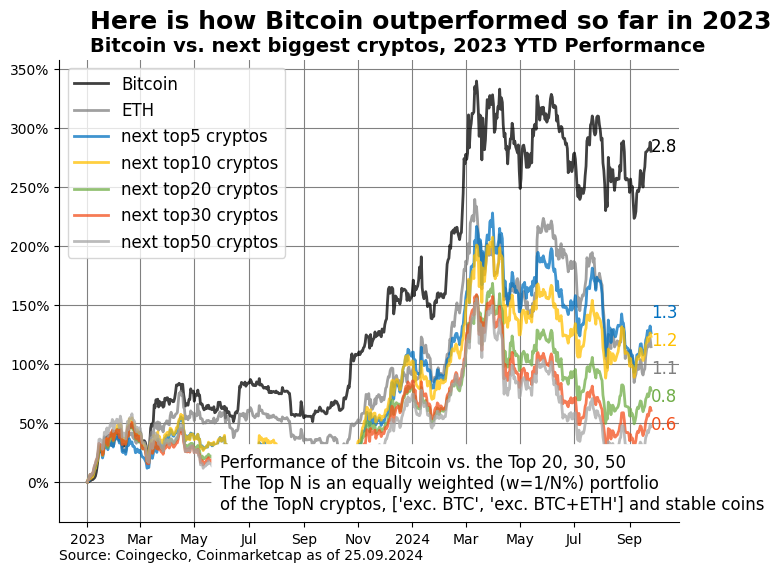 Here is how Bitcoin outperformed so far in 2023
Bitcoin vs. next biggest cryptos, 2023 YTD Performance
350%
300%
250%
200%
150%
100%
50%
0%
Bitcoin
ETH
next top5 cryptos
next top10 cryptos
next top20 cryptos
next top30 cryptos
next top50 cryptos
2.8
1.3
1.2
1.1
0.8
0.6
Performance of the Bitcoin vs. the Top 20, 30, 50
The Top N is an equally weighted (w=1/N%) portfolio
of the TopN cryptos, ['exc. BTC', 'exc. BTC+ETH'] and stable coins
2023 Mar May Jul Sep Nov 2024 Mar May Jul Sep
Source: Coingecko, Coinmarketcap as of 25.09.2024